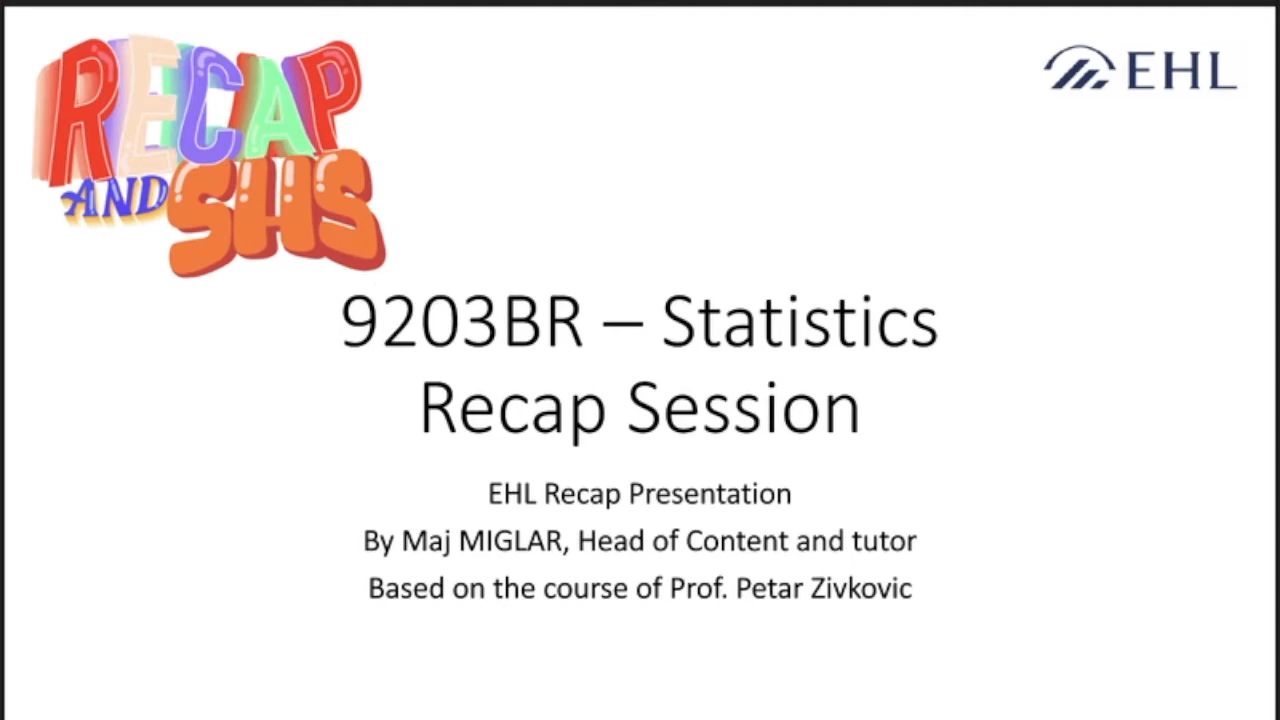 RECAP
AND SHS
EHL
9203BR – Statistics
Recap Session
EHL Recap Presentation
By Maj MIGLAR, Head of Content and tutor
Based on the course of Prof. Petar Zivkovic